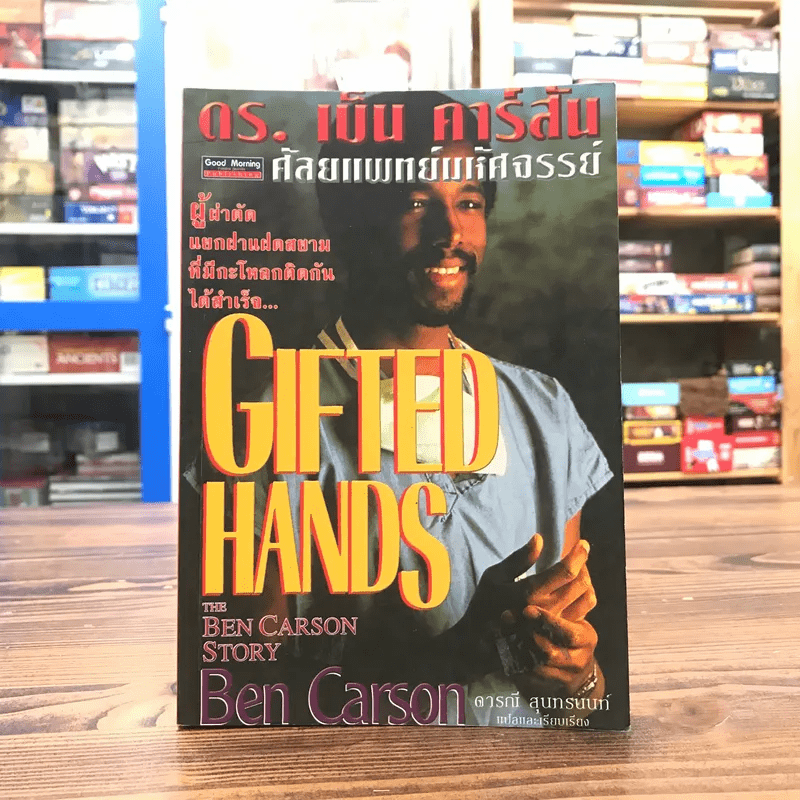 ดร. เบ็น คาร์สัน
Good Morning
Publishing
ศัลยแพทย์มหัศจรรย์
ผู้ผ่าตัด
แยกฝาแฝดสยาม
ที่มีกะโหลกติดกัน
ได้สำเร็จ...
GIFTED
HANDS
THE
BEN CARSON
STORY
Ben Carson
ดารณี สุนทรนนท์
แปลและเรียบเรียง